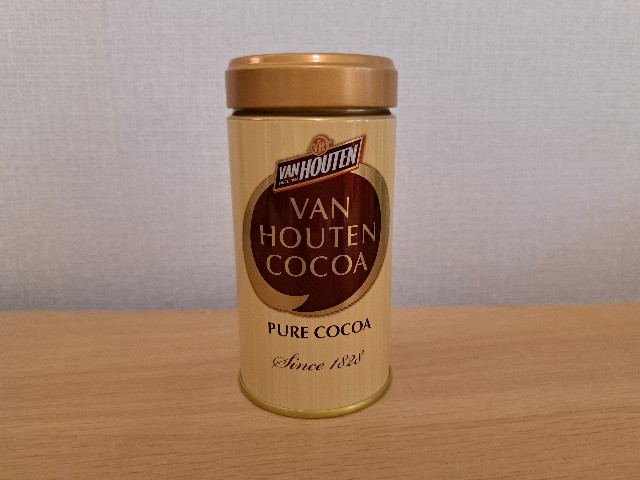 VAN HOUTEN
VAN
HOUTEN
COCOA
PURE COCOA
Since 1828